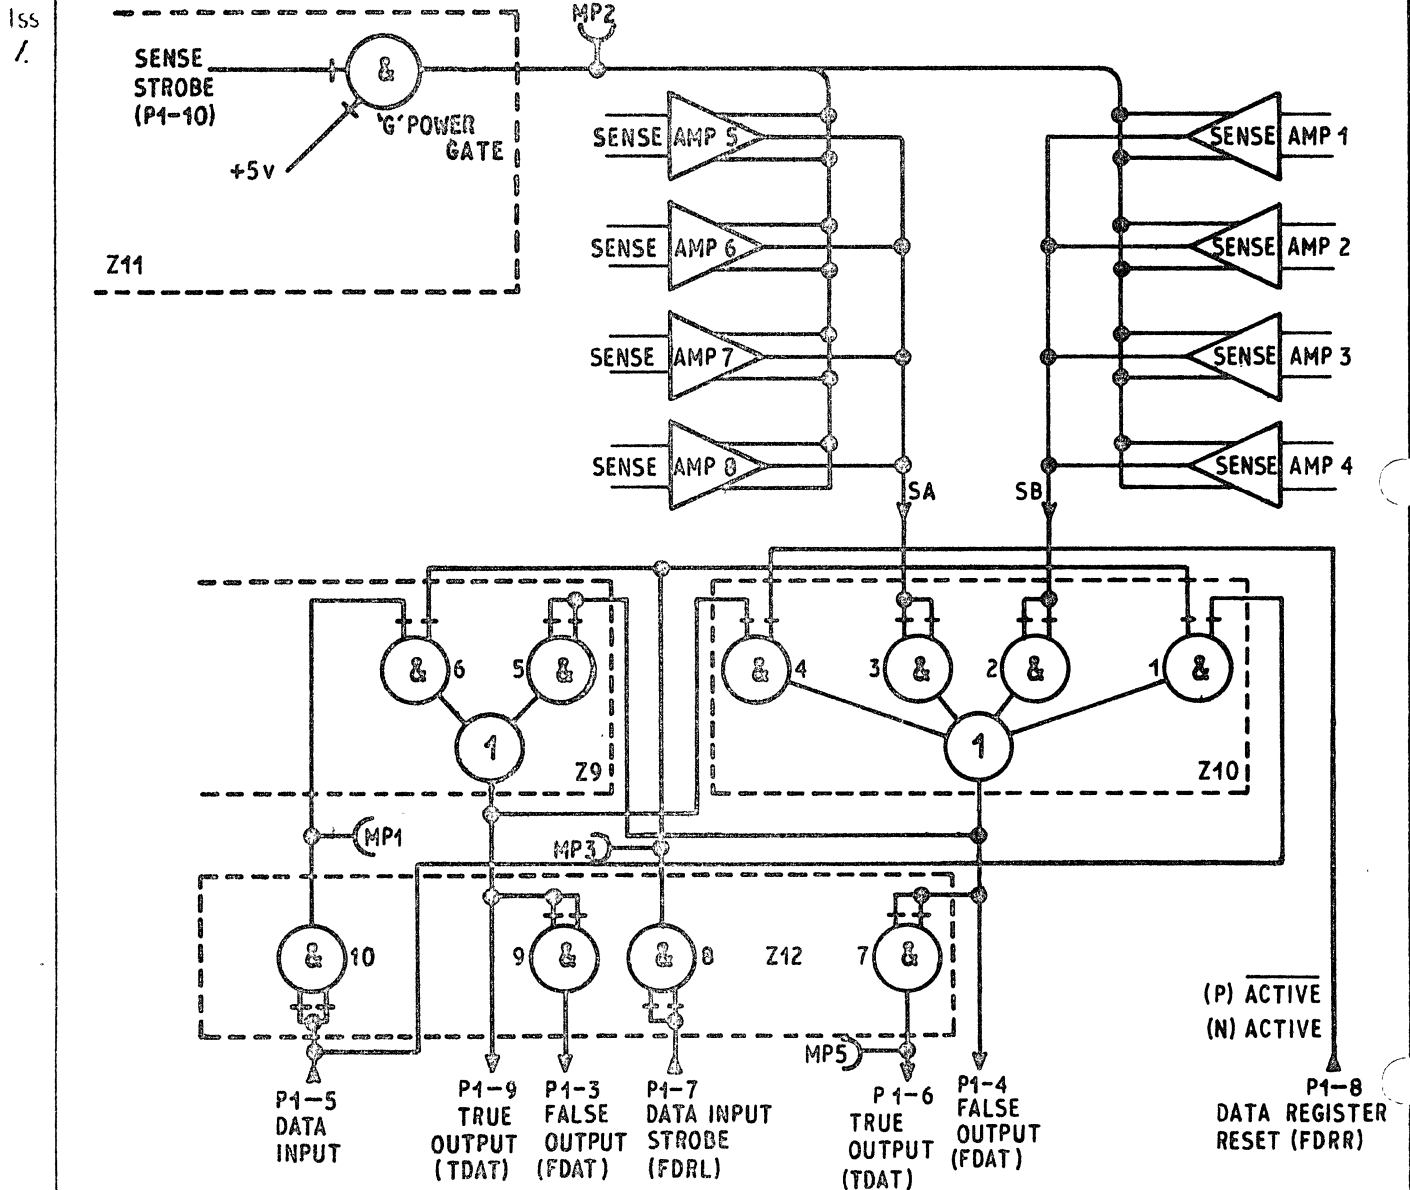 Iss
1.
MP2
SENSE
STROBE
(P1-10)
&
'G' POWER
GATE
+5v
Z11
SENSE AMP 5
SENSE AMP 1
SENSE AMP 6
SENSE AMP 2
SENSE AMP 7
SENSE AMP 3
SENSE AMP 8
SENSE AMP 4
SA
SB
& 6
5 &
& 4
3 &
2 &
1 &
1
1
Z9
Z10
MP1
MP3
& 10
9 &
& 8
Z12
7 &
(P) ACTIVE
(N) ACTIVE
MP5
P1-5
DATA
INPUT
P1-9
TRUE
OUTPUT
(TDAT)
P1-3
FALSE
OUTPUT
(FDAT)
P1-7
DATA INPUT
STROBE
(FDRL)
P1-6
TRUE
OUTPUT
(TDAT)
P1-4
FALSE
OUTPUT
(FDAT)
P1-8
DATA REGISTER
RESET (FDRR)